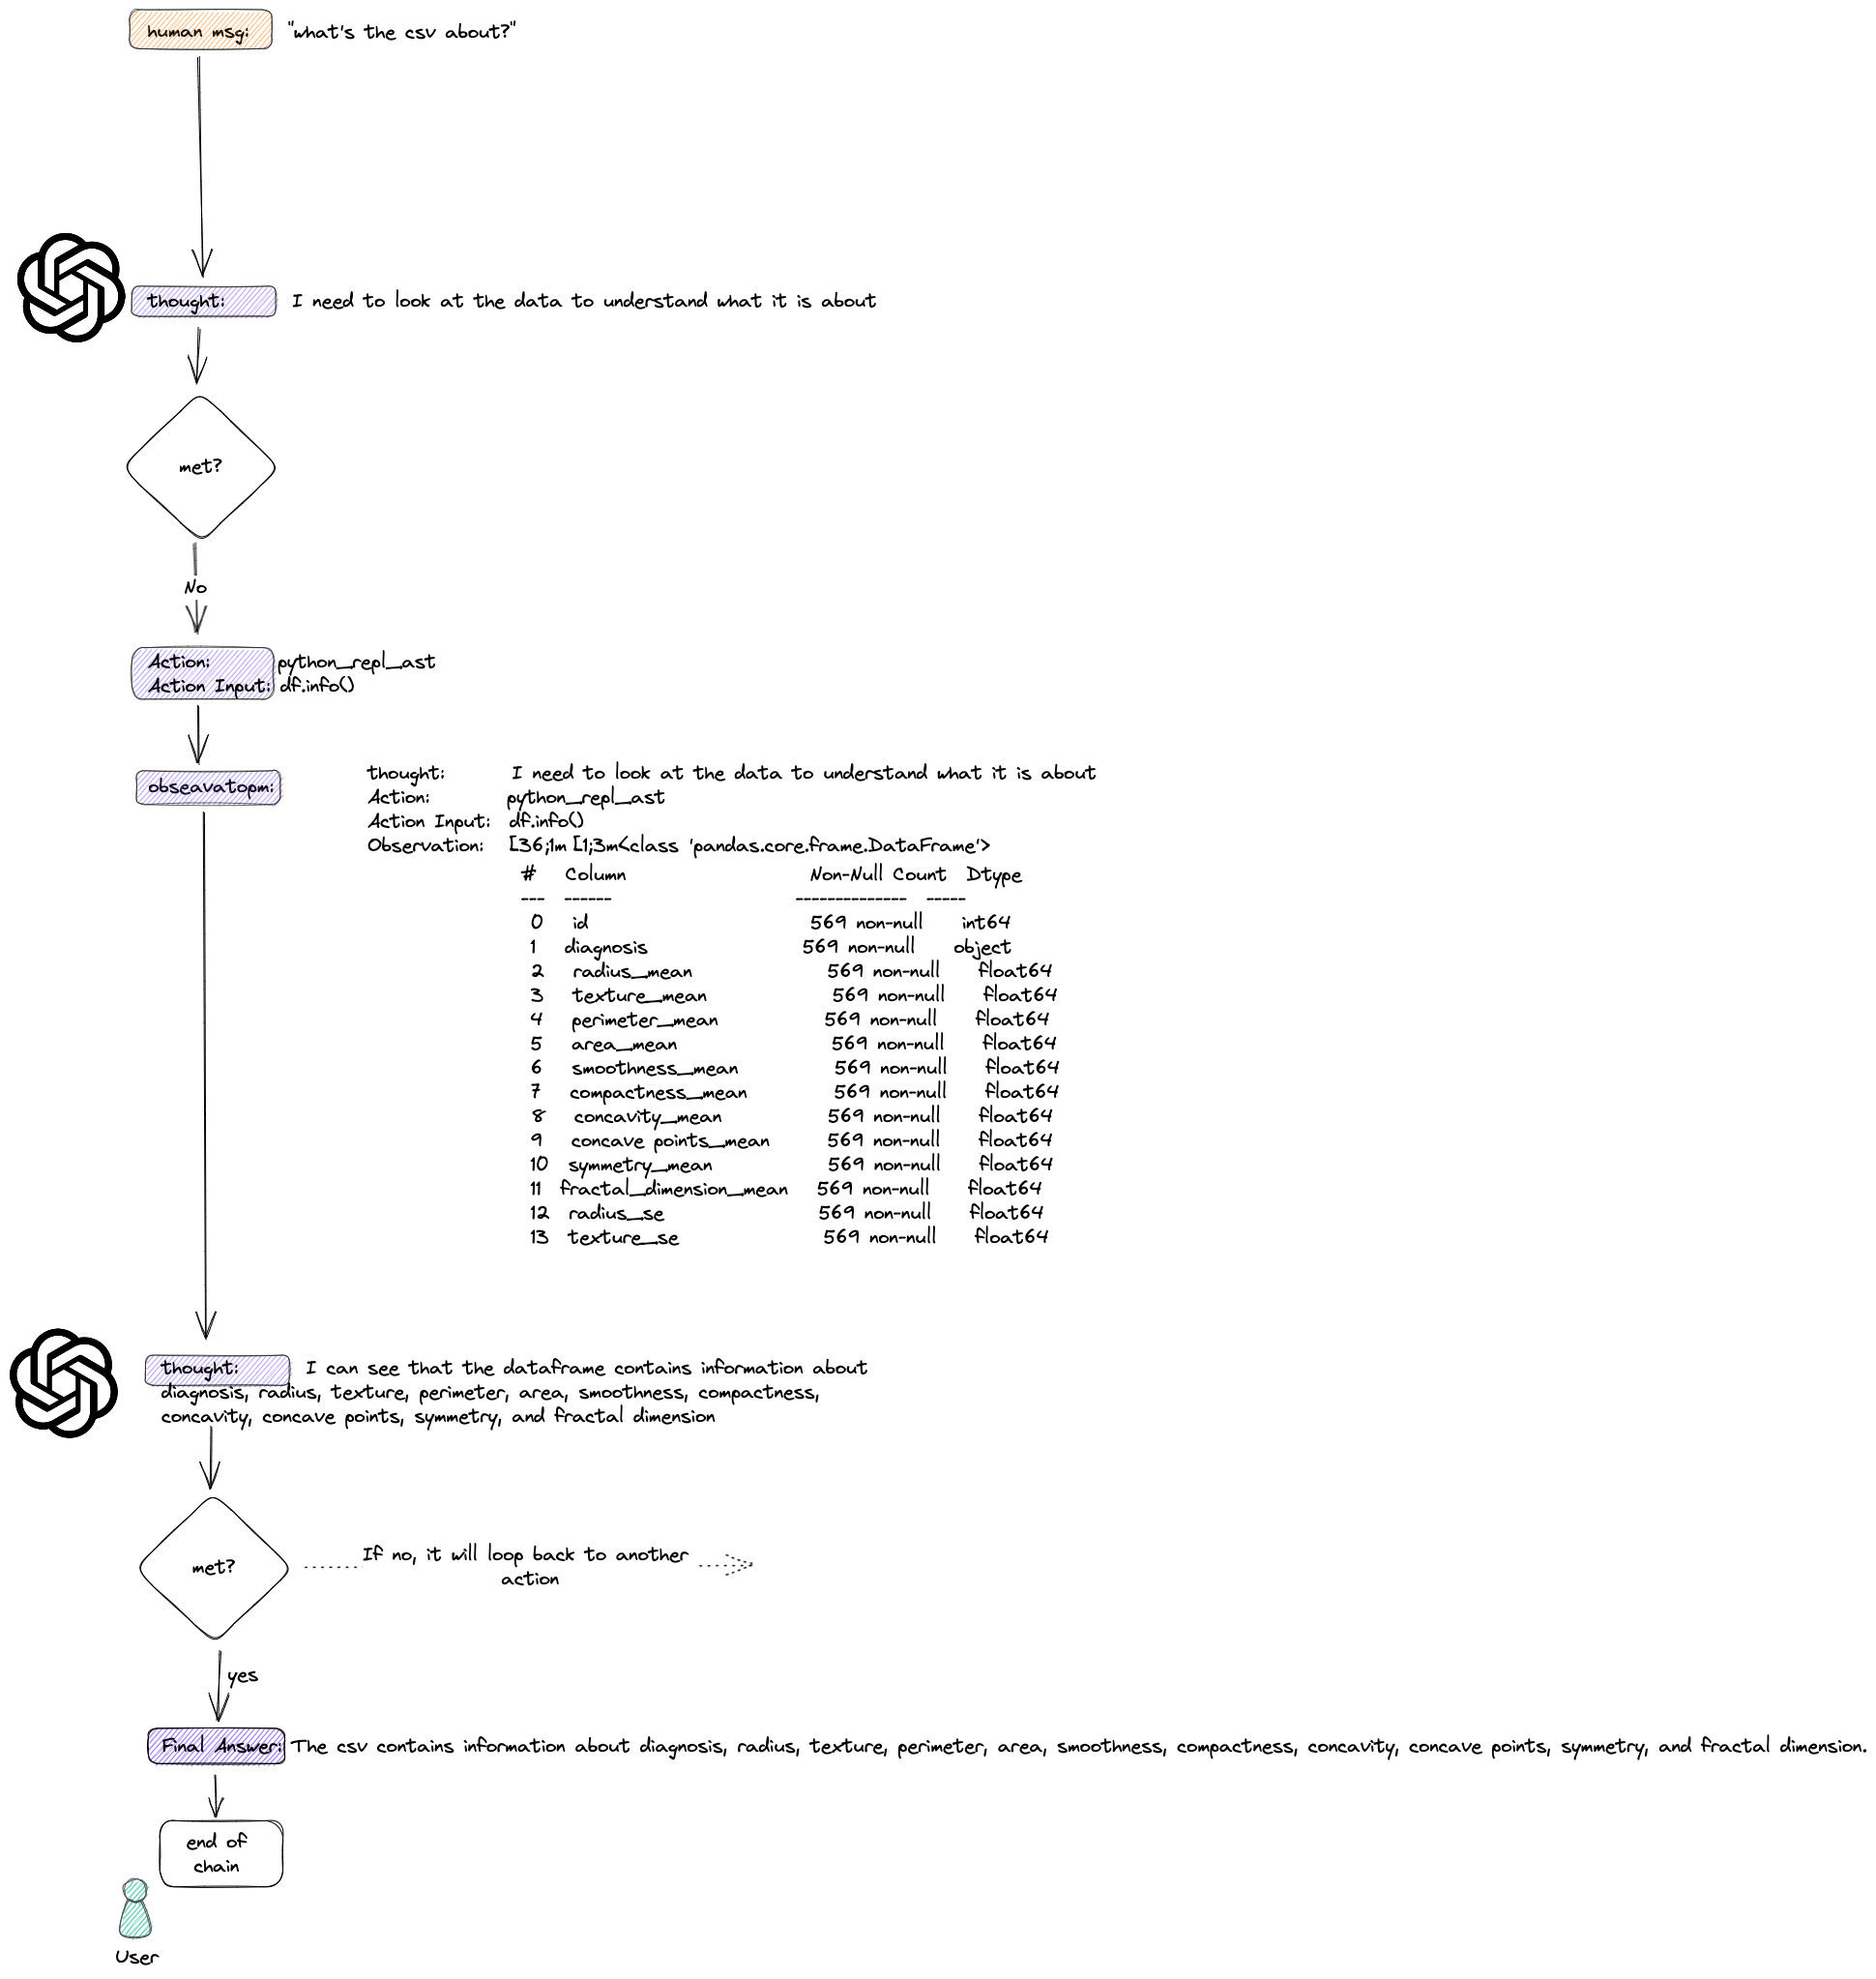 human msg: "what's the csv about?"
thought: I need to look at the data to understand what it is about
met?
No
Action: python_repl_ast
Action Input: df.info()
obseavatopm:
thought: I need to look at the data to understand what it is about
Action: python_repl_ast
Action Input: df.info()
Observation: [36;1m [1;3m<class 'pandas.core.frame.DataFrame'>
# Column Non-Null Count Dtype
--- ------ -------------- -----
0 id 569 non-null int64
1 diagnosis 569 non-null object
2 radius_mean 569 non-null float64
3 texture_mean 569 non-null float64
4 perimeter_mean 569 non-null float64
5 area_mean 569 non-null float64
6 smoothness_mean 569 non-null float64
7 compactness_mean 569 non-null float64
8 concavity_mean 569 non-null float64
9 concave points_mean 569 non-null float64
10 symmetry_mean 569 non-null float64
11 fractal_dimension_mean 569 non-null float64
12 radius_se 569 non-null float64
13 texture_se 569 non-null float64
thought: I can see that the dataframe contains information about
diagnosis, radius, texture, perimeter, area, smoothness, compactness,
concavity, concave points, symmetry, and fractal dimension
met?
If no, it will loop back to another
action
yes
Final Answer: The csv contains information about diagnosis, radius, texture, perimeter, area, smoothness, compactness, concavity, concave points, symmetry, and fractal dimension.
end of
chain
User